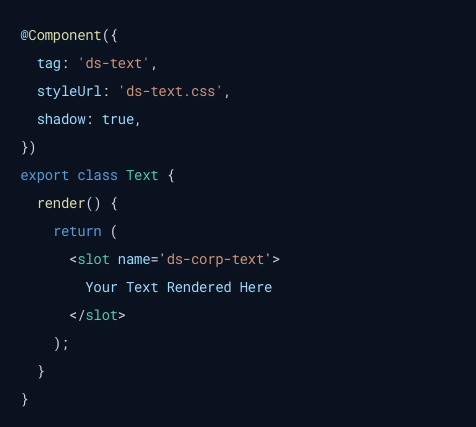 @Component({
  tag: 'ds-text',
  styleUrl: 'ds-text.css',
  shadow: true,
})
export class Text {
  render() {
    return (
      <slot name='ds-corp-text'>
        Your Text Rendered Here
      </slot>
    );
  }
}